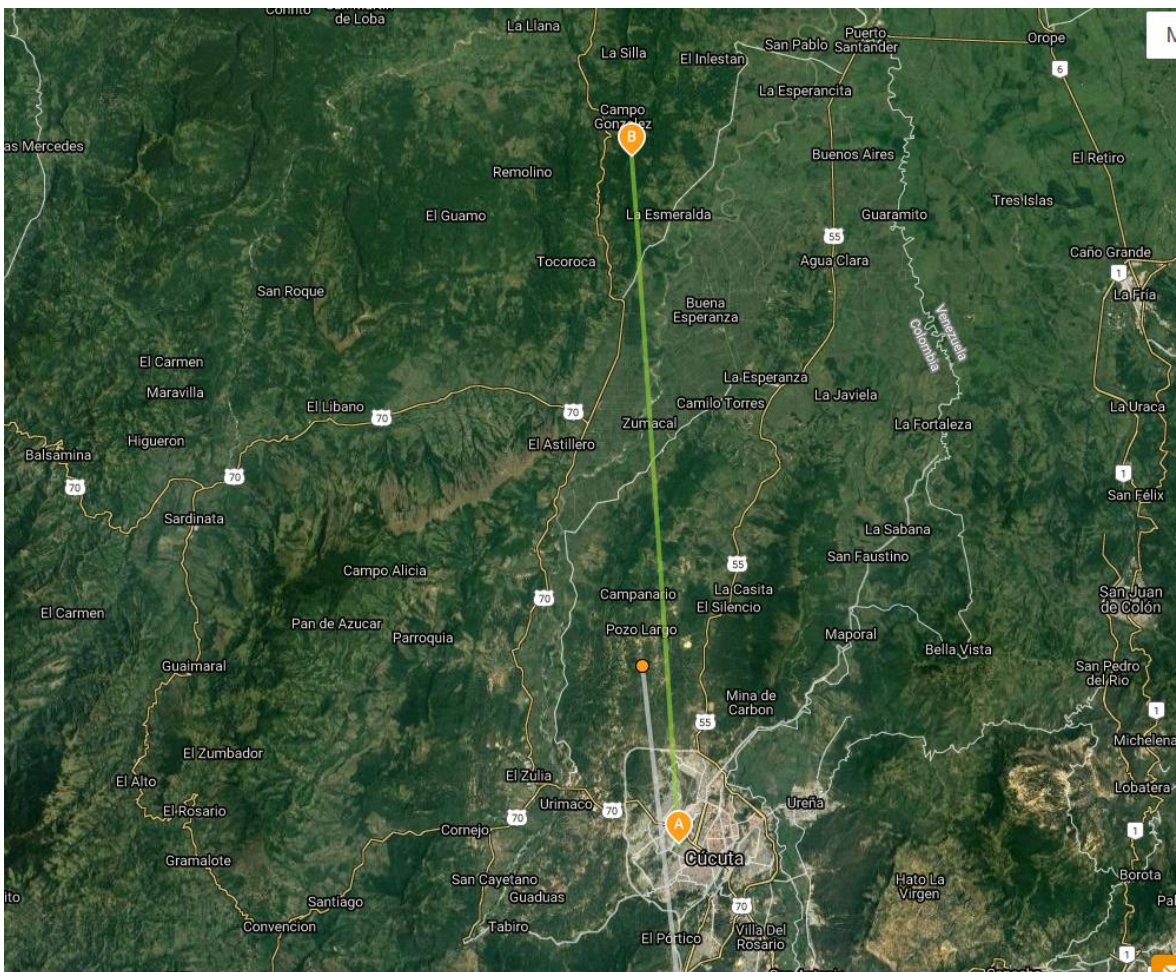 de Loba
La Llana
Puerto
Santander
Orope
M
La Silla
San Pablo
El Inlestan
6
La Esperancita
Campo
Gonzalez
B
as Mercedes
Buenos Aires
El Retiro
Remolino
Tres Islas
El Guamo
La Esmeralda
Guaramito
55
Caño Grande
Tocoroca
Agua Clara
1
San Roque
La Fria
Buena
Esperanza
Venezuela
Colombia
El Carmen
Maravilla
La Esperanza
La Javiela
El Libano
70
70
Camilo Torres
La Uraca
Higueron
Zumacal
La Fortaleza
Balsamina
El Astillero
70
70
1
San Félix
Sardinata
La Sabana
San Faustino
Campo Alicia
55
La Casita
El Carmen
Campanario
70
El Silencio
San Juan
de Colón
Pan de Azucar
Parroquia
Pozo Largo
Maporal
Bella Vista
Guaimaral
San Pedro
del Rio
Mina de
Carbon
55
1
El Zumbador
Michelena
El Alto
El Zulia
Lobatera
El Rosario
Urimaco
70
Ureña
70
Cornejo
A
1
Gramalote
Cúcuta
San Cayetano
Guaduas
Hato La
Virgen
Borota
ito
Santiago
70
Pal
Convencion
Tabiro
El Pórtico
Villa Del
Rosario
1